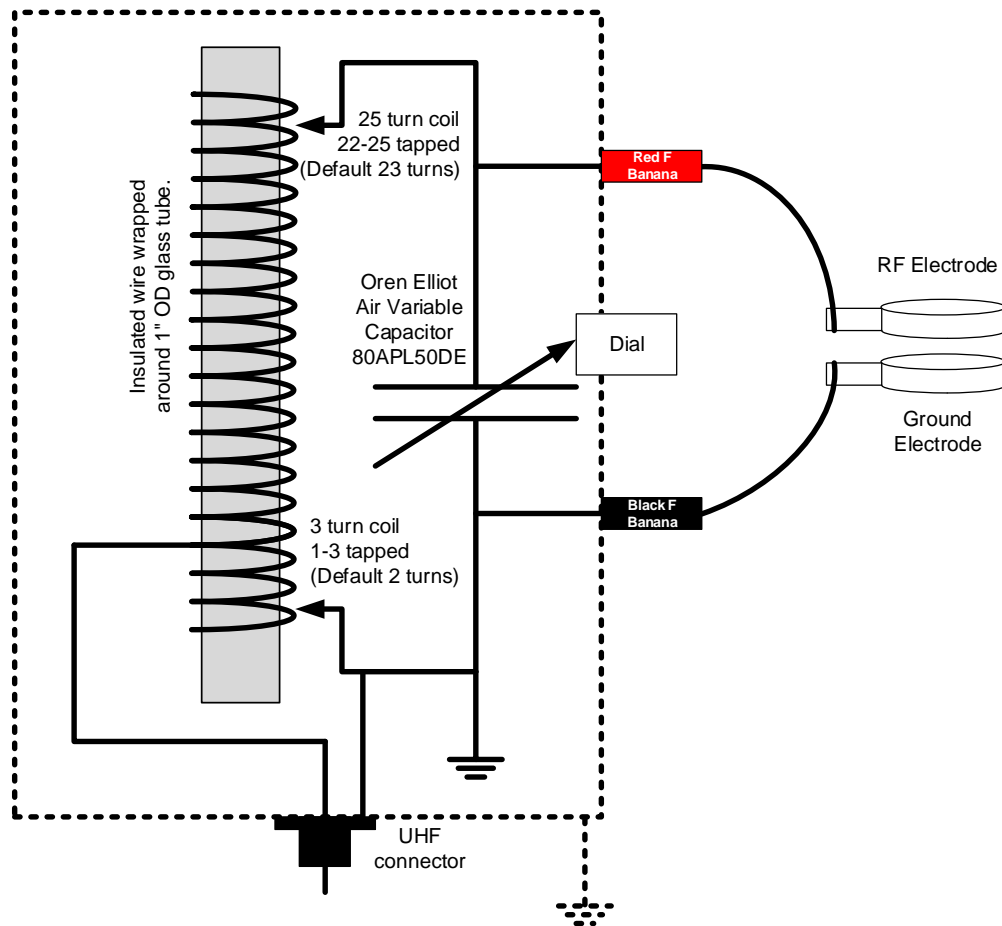 25 turn coil
22-25 tapped
(Default 23 turns)
Insulated wire wrapped
around 1" OD glass tube.
Red F
Banana
Oren Elliot
Air Variable
Capacitor
80APL50DE
Dial
RF Electrode
Ground
Electrode
Black F
Banana
3 turn coil
1-3 tapped
(Default 2 turns)
UHF
connector